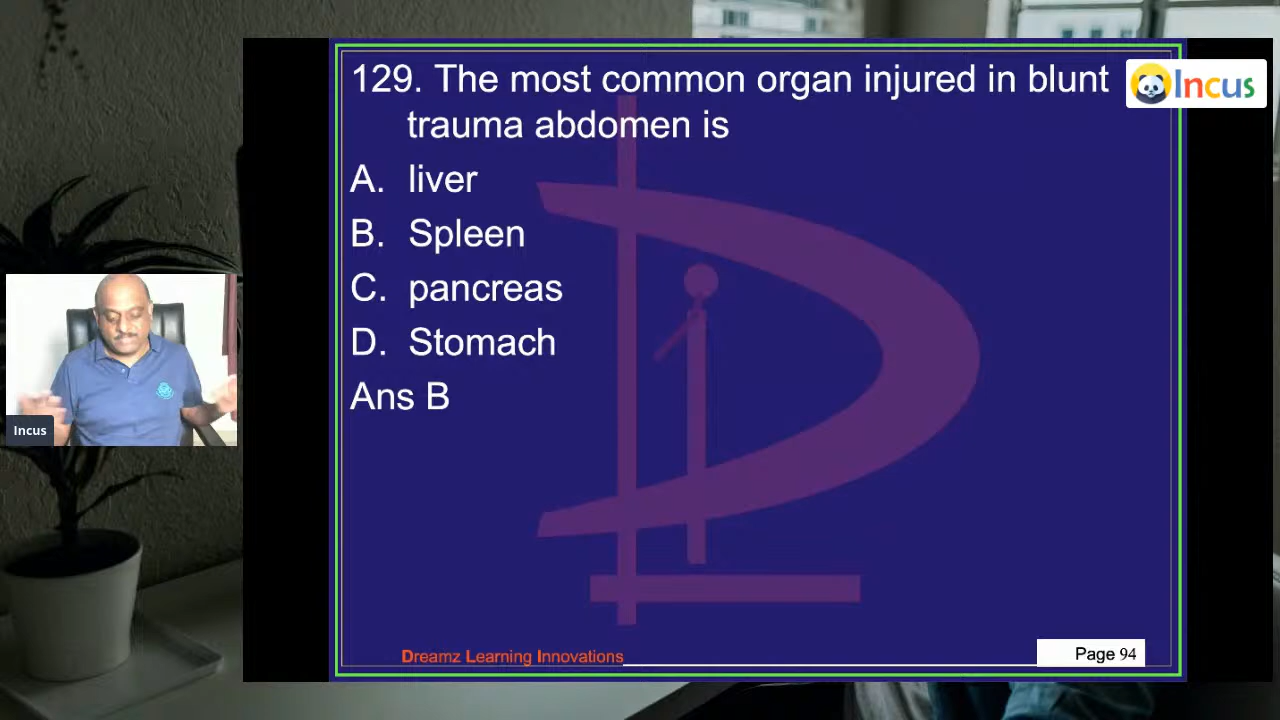 129. The most common organ injured in blunt
trauma abdomen is
A. liver
B. Spleen
C. pancreas
D. Stomach
Ans B
Incus
Incus
Dreamz Learning Innovations
Page 94